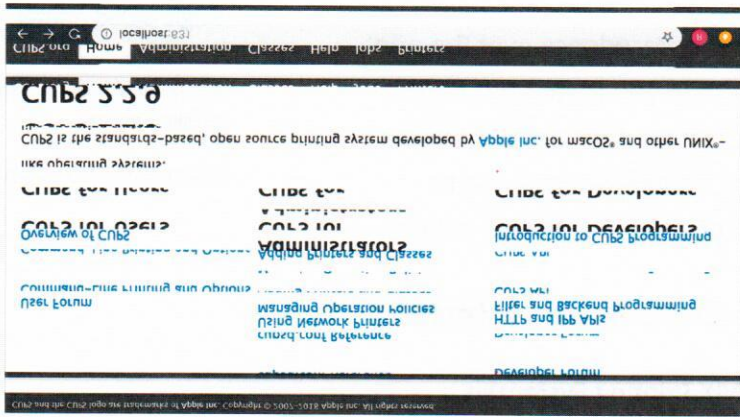 localhost:631
CUPS.org Home Administration Classes Help Jobs Printers
CUPS 2.2.9
CUPS is the standards-based, open source printing system developed by Apple Inc. for macOS® and other UNIX®-
like operating systems.
CUPS for Users
Overview of CUPS
Command-Line Printing and Options
User Forum
CUPS for
Administrators
Adding Printers and Classes
Managing Operation Policies
Using Network Printers
cupsd.conf Reference
CUPS for Developers
Introduction to CUPS Programming
CUPS API
Filter and Backend Programming
HTTP and IPP APIs
Developer Forum
CUPS and the CUPS logo are trademarks of Apple Inc. Copyright © 2007-2018 Apple Inc. All rights reserved.